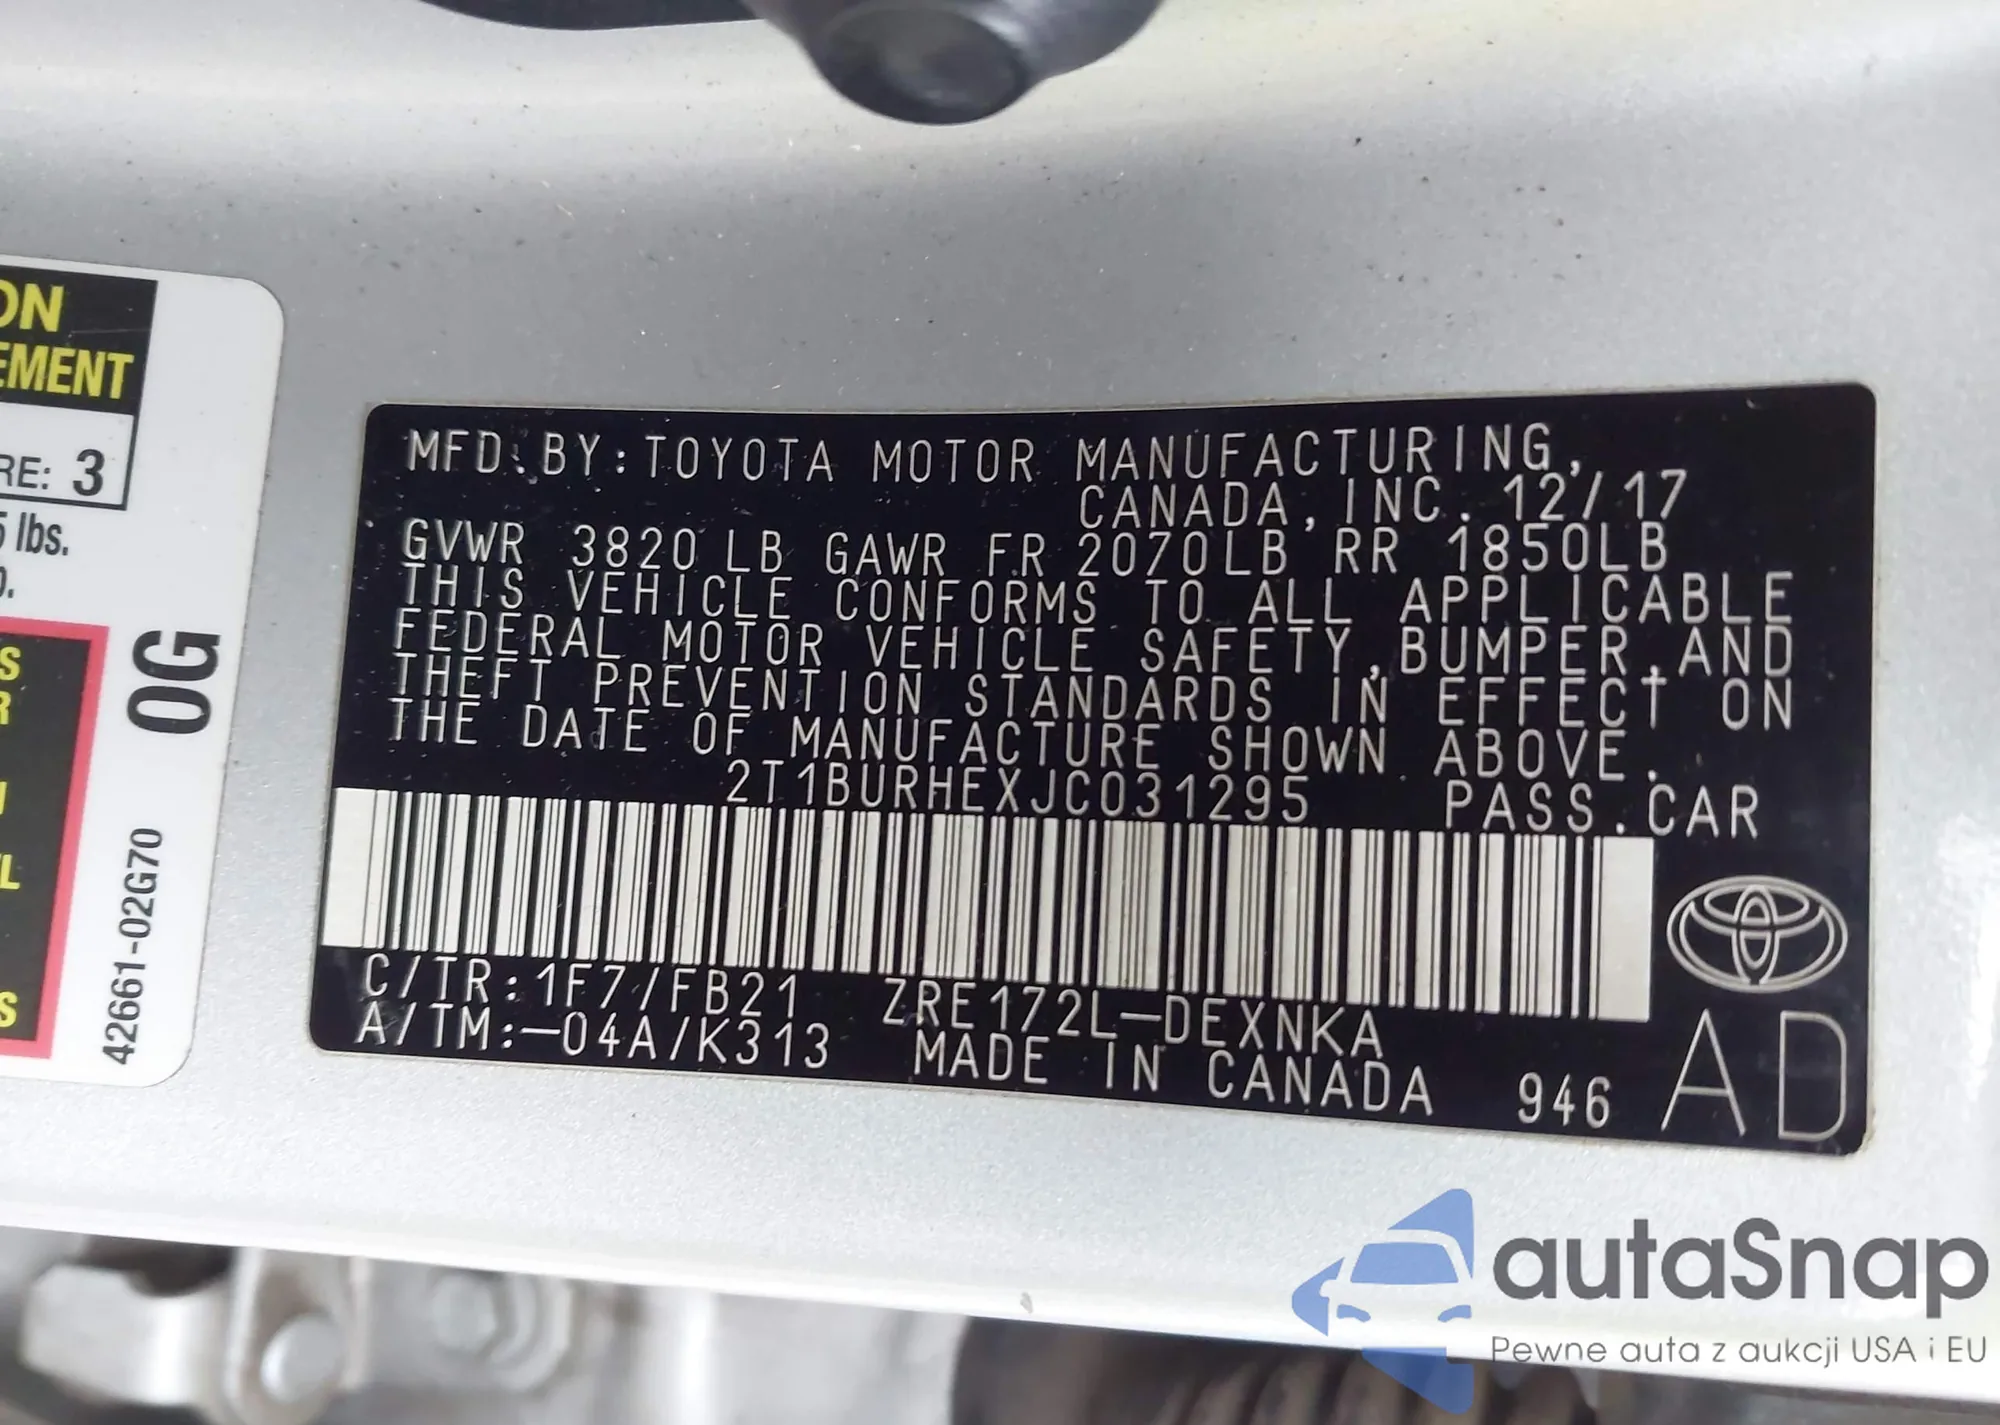 ON
EMENT
RE: 3
5 lbs.
S
R
L
S
0G
42661-02G70
MFD. BY: TOYOTA MOTOR MANUFACTURING,
CANADA, INC. 12/17
GVWR 3820 LB GAWR FR 2070LB RR 1850LB
THIS VEHICLE CONFORMS TO ALL APPLICABLE
FEDERAL MOTOR VEHICLE SAFETY, BUMPER, AND
THEFT PREVENTION STANDARDS IN EFFECT ON
THE DATE OF MANUFACTURE SHOWN ABOVE.
2T1BURHEXJC031295 PASS. CAR
C/TR: 1F7/FB21 ZRE172L-DEXNKA
A/TM: -04A/K313 MADE IN CANADA 946
AD
autaSnap
Pewne auta z aukcji USA i EU